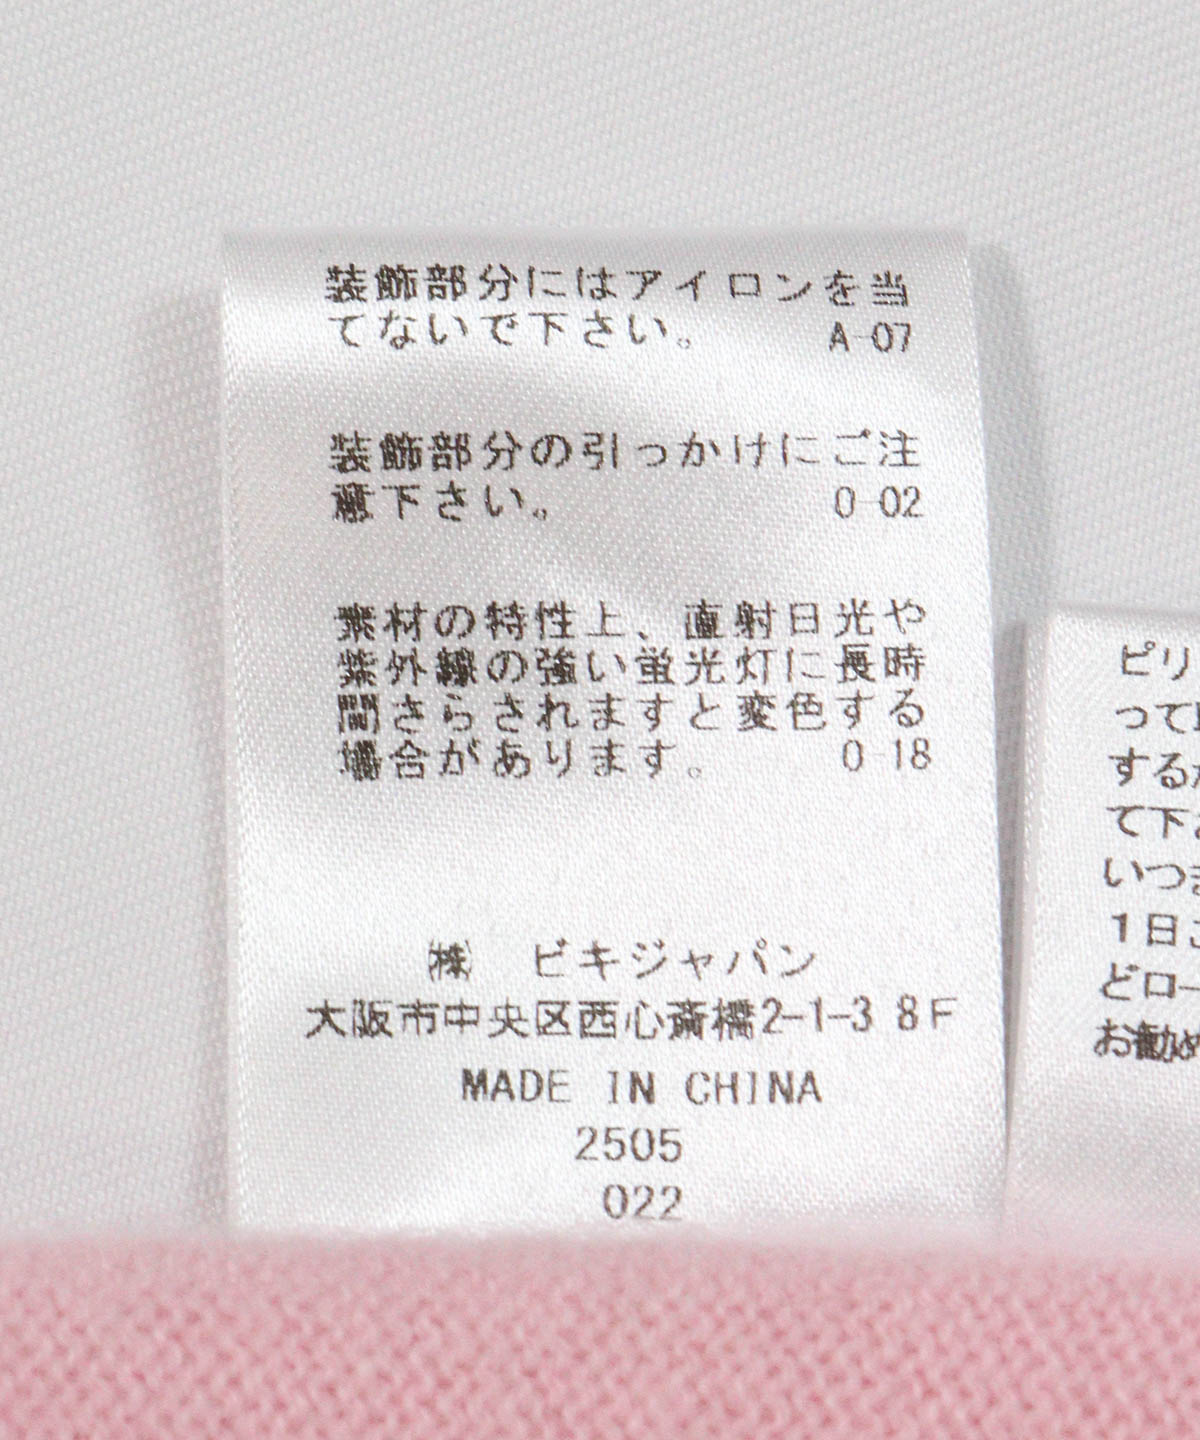 装飾部分にはアイロンを当
てないで下さい。 A-07
装飾部分の引っかけにご注
意下さい。 O-02
素材の特性上、直射日光や
紫外線の強い蛍光灯に長時
間さらされますと変色する
場合があります。 O-18
㈱ ビキジャパン
大阪市中央区西心斎橋2-1-3 8F
MADE IN CHINA
2505
022
ピリ
って
する
て下
いつ
1日
どロー
お勧め